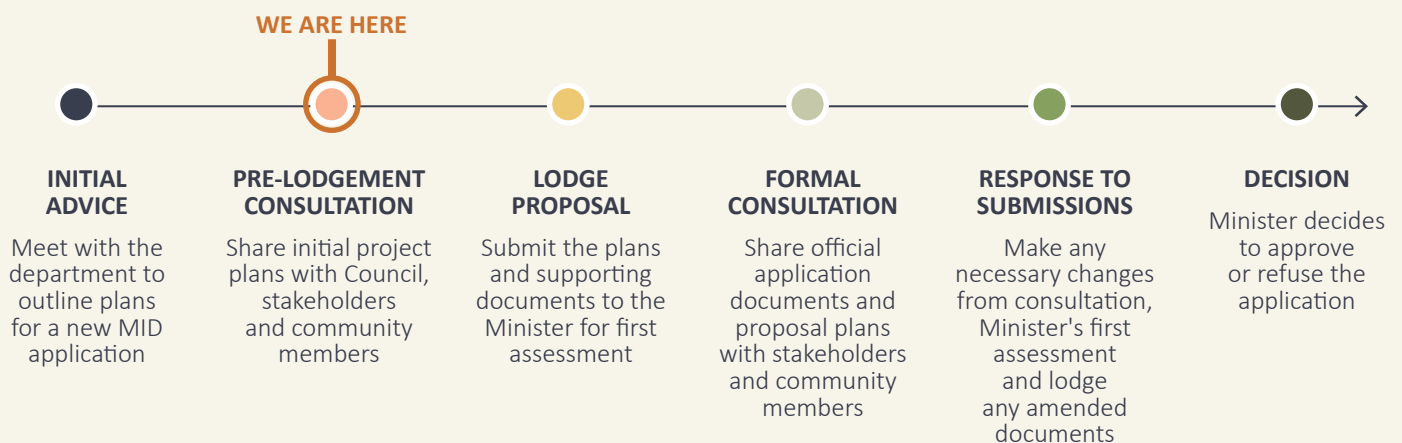 WE ARE HERE
INITIAL
ADVICE
Meet with the
department to
outline plans
for a new MID
application
PRE-LODGEMENT
CONSULTATION
Share initial project
plans with Council,
stakeholders
and community
members
LODGE
PROPOSAL
Submit the plans
and supporting
documents to the
Minister for first
assessment
FORMAL
CONSULTATION
Share official
application
documents and
proposal plans
with stakeholders
and community
members
RESPONSE TO
SUBMISSIONS
Make any
necessary changes
from consultation,
Minister's first
assessment
and lodge
any amended
documents
DECISION
Minister decides
to approve
or refuse the
application